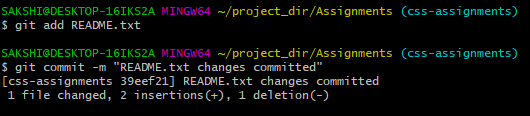 SAKSHI@DESKTOP-16IKS2A MINGW64 ~/project_dir/Assignments (css-assignments)
$ git add README.txt
SAKSHI@DESKTOP-16IKS2A MINGW64 ~/project_dir/Assignments (css-assignments)
$ git commit -m "README.txt changes committed"
[css-assignments 39eef21] README.txt changes committed
1 file changed, 2 insertions(+), 1 deletion(-)